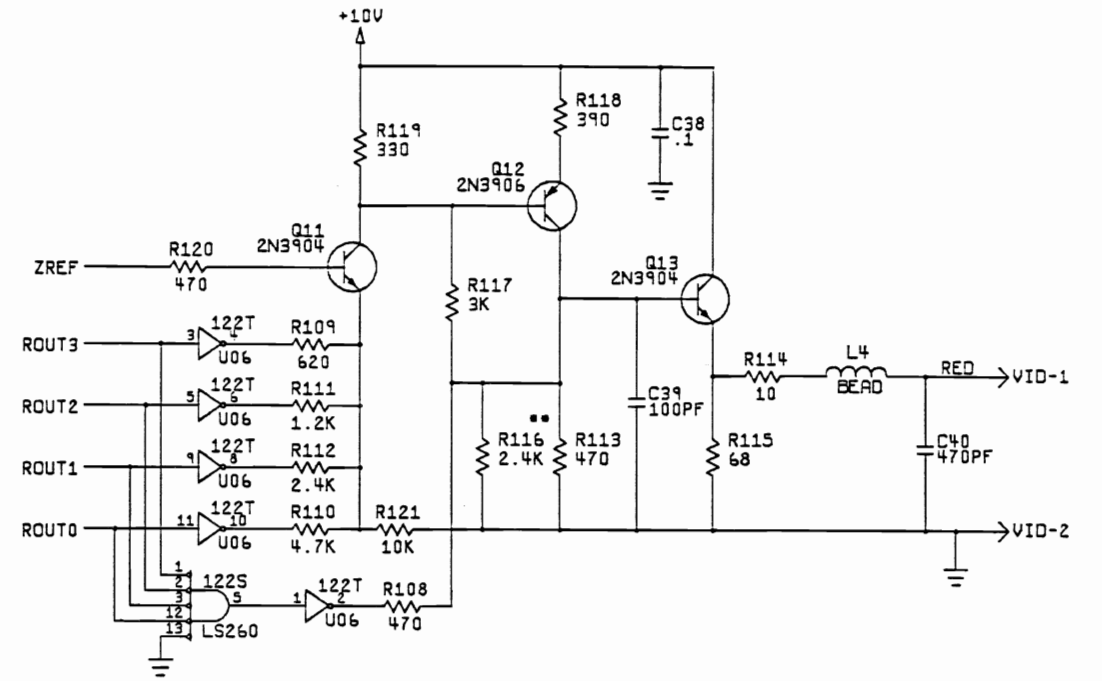 +10V
R119
330
R118
390
C38
.1
Q12
2N3906
Q11
2N3904
ZREF
R120
470
R117
3K
Q13
2N3904
ROUT3
3
122T
4
U06
R109
620
ROUT2
5
122T
6
U06
R111
1.2K
ROUT1
9
122T
8
U06
R112
2.4K
ROUT0
11
122T
10
U06
R110
4.7K
R121
10K
R116
2.4K
**
R113
470
C39
100PF
R114
10
L4
BEAD
RED
VID-1
R115
68
C40
470PF
VID-2
1
2
3
12
13
122S
5
LS260
1
122T
2
U06
R108
470